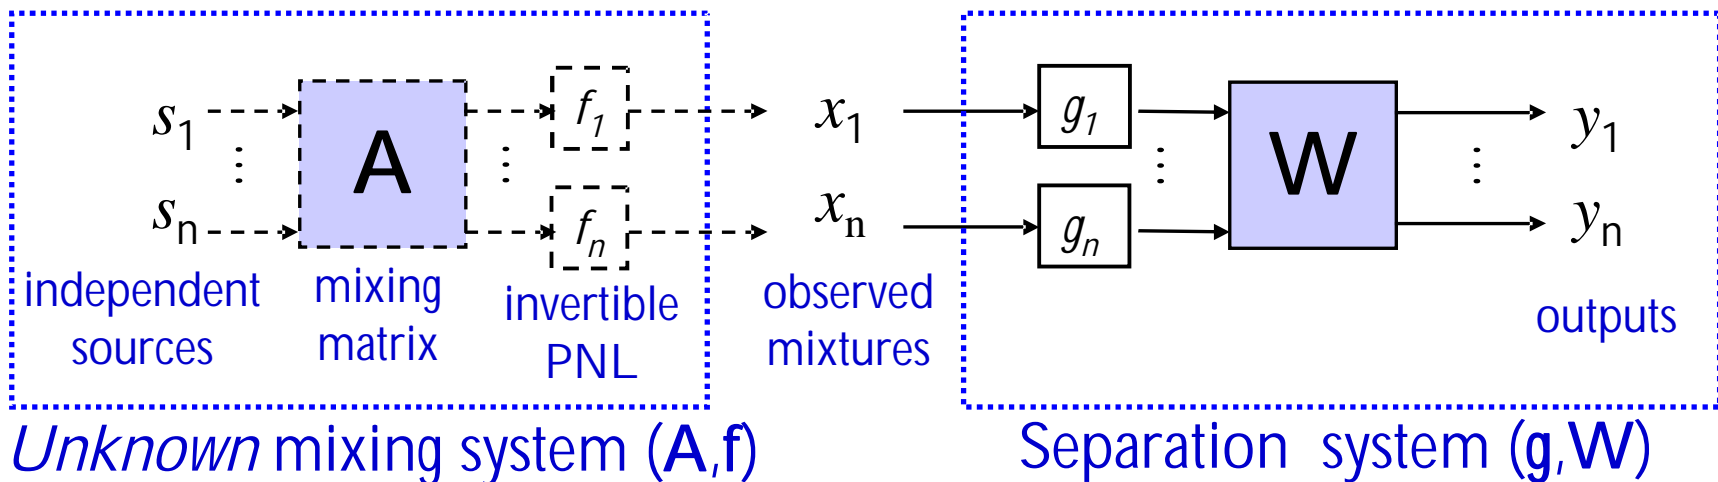 s1
⋮
sn
A
⋮
f1
fn
x1
xn
g1
gn
⋮
W
⋮
y1
yn
independent
sources
mixing
matrix
invertible
PNL
observed
mixtures
outputs
Unknown mixing system (A,f)
Separation system (g,W)